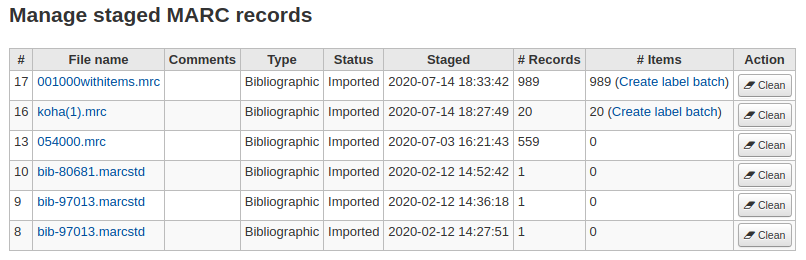 Manage staged MARC records
# File name Comments Type Status Staged # Records # Items Action
17 001000withitems.mrc Bibliographic Imported 2020-07-14 18:33:42 989 989 (Create label batch) Clean
16 koha(1).mrc Bibliographic Imported 2020-07-14 18:27:49 20 20 (Create label batch) Clean
13 054000.mrc Bibliographic Imported 2020-07-03 16:21:43 559 0 Clean
10 bib-80681.marcstd Bibliographic Imported 2020-02-12 14:52:42 1 0 Clean
9 bib-97013.marcstd Bibliographic Imported 2020-02-12 14:36:18 1 0 Clean
8 bib-97013.marcstd Bibliographic Imported 2020-02-12 14:27:51 1 0 Clean